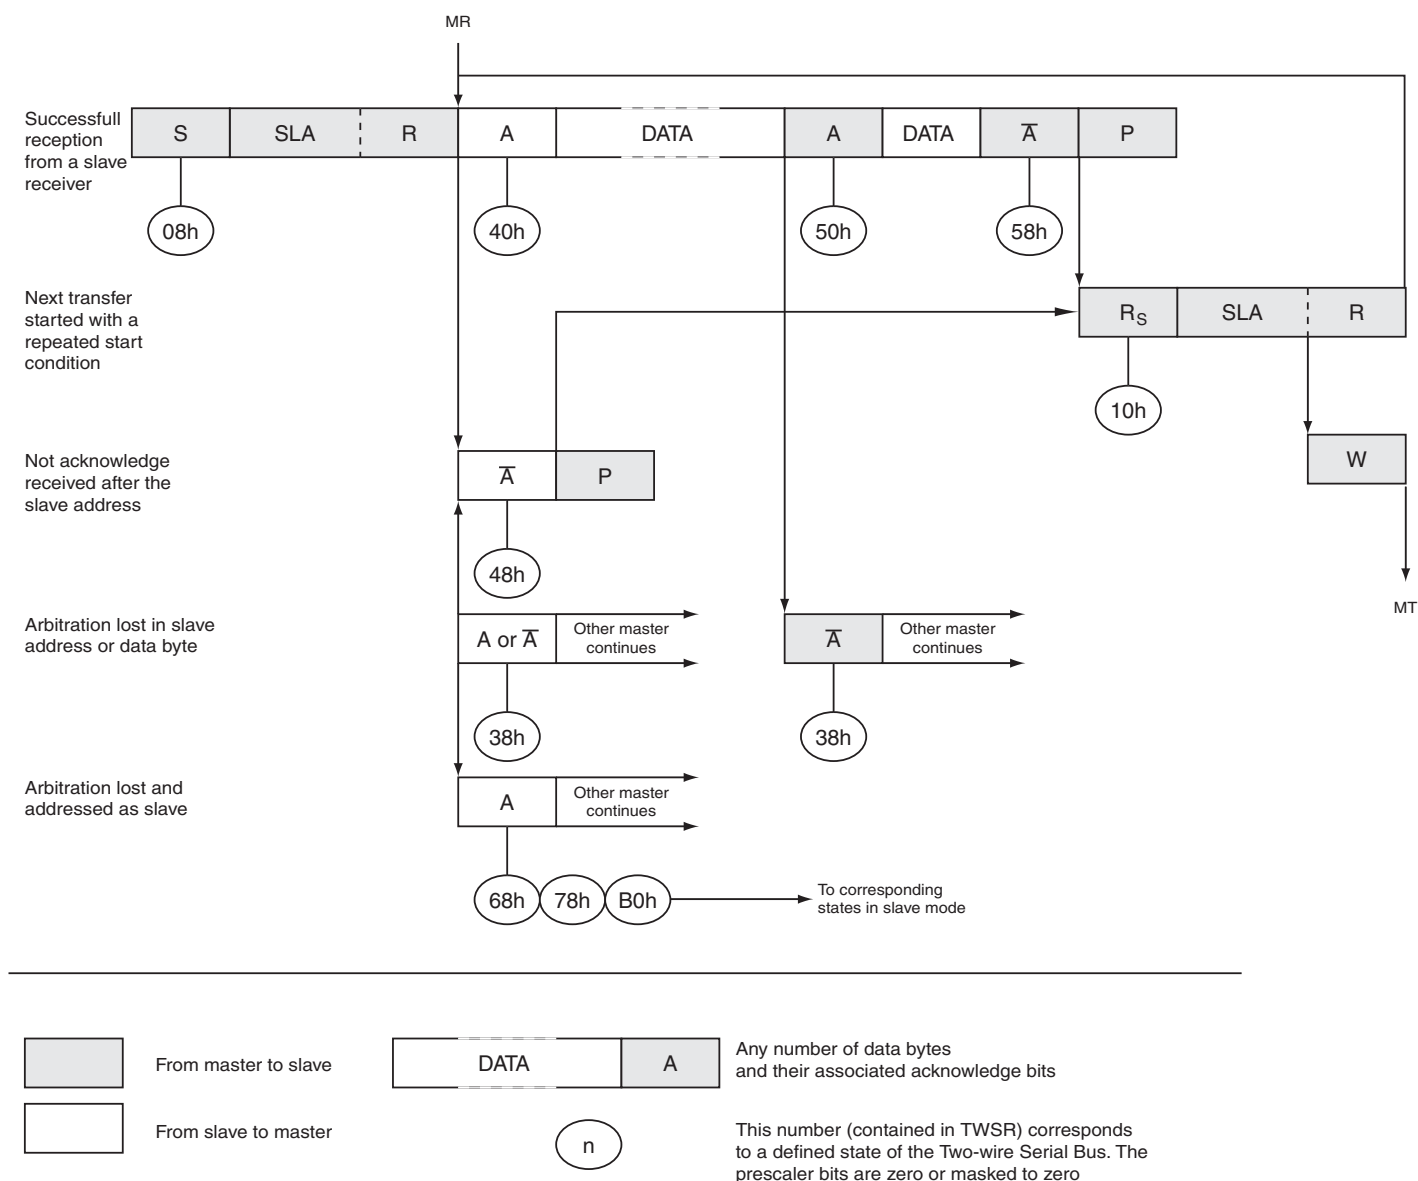 MR
Successfull
reception
from a slave
receiver
S SLA R A DATA A DATA A̅ P
08h 40h 50h 58h
Next transfer
started with a
repeated start
condition
RS SLA R
10h
Not acknowledge
received after the
slave address
A̅ P
W
48h
MT
Arbitration lost in slave
address or data byte
A or A̅
Other master
continues
A̅
Other master
continues
38h 38h
Arbitration lost and
addressed as slave
A
Other master
continues
68h 78h B0h
To corresponding
states in slave mode
From master to slave
DATA A
Any number of data bytes
and their associated acknowledge bits
From slave to master
n
This number (contained in TWSR) corresponds
to a defined state of the Two-wire Serial Bus. The
prescaler bits are zero or masked to zero